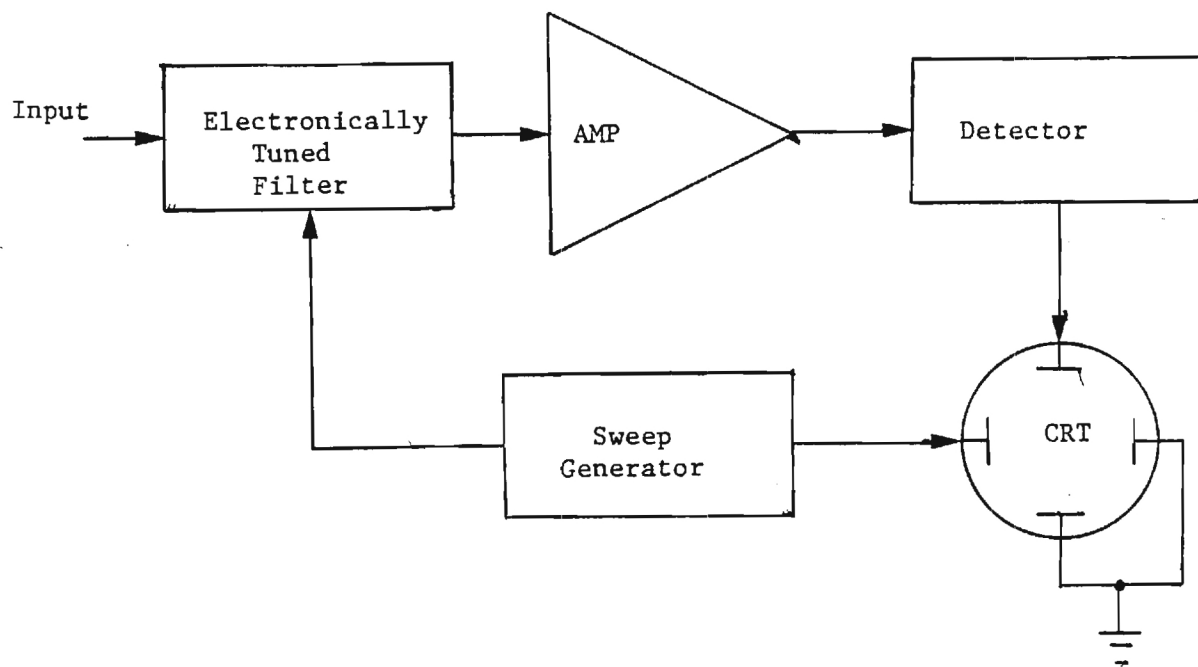 Input
Electronically
Tuned
Filter
AMP
Detector
Sweep
Generator
CRT